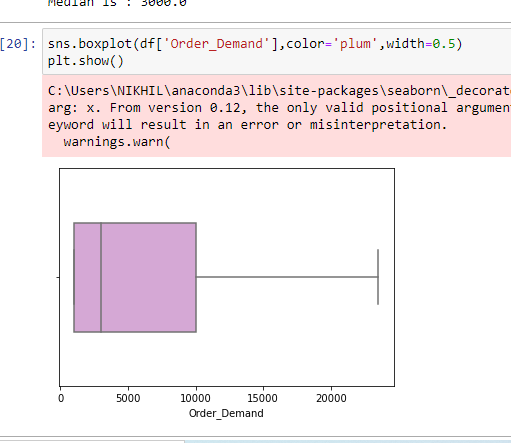 Median is : 3000.0
[20]: sns.boxplot(df['Order_Demand'],color='plum',width=0.5)
plt.show()
C:\Users\NIKHIL\anaconda3\lib\site-packages\seaborn\_decorat
arg: x. From version 0.12, the only valid positional argumen
eyword will result in an error or misinterpretation.
warnings.warn(
0 5000 10000 15000 20000
Order_Demand